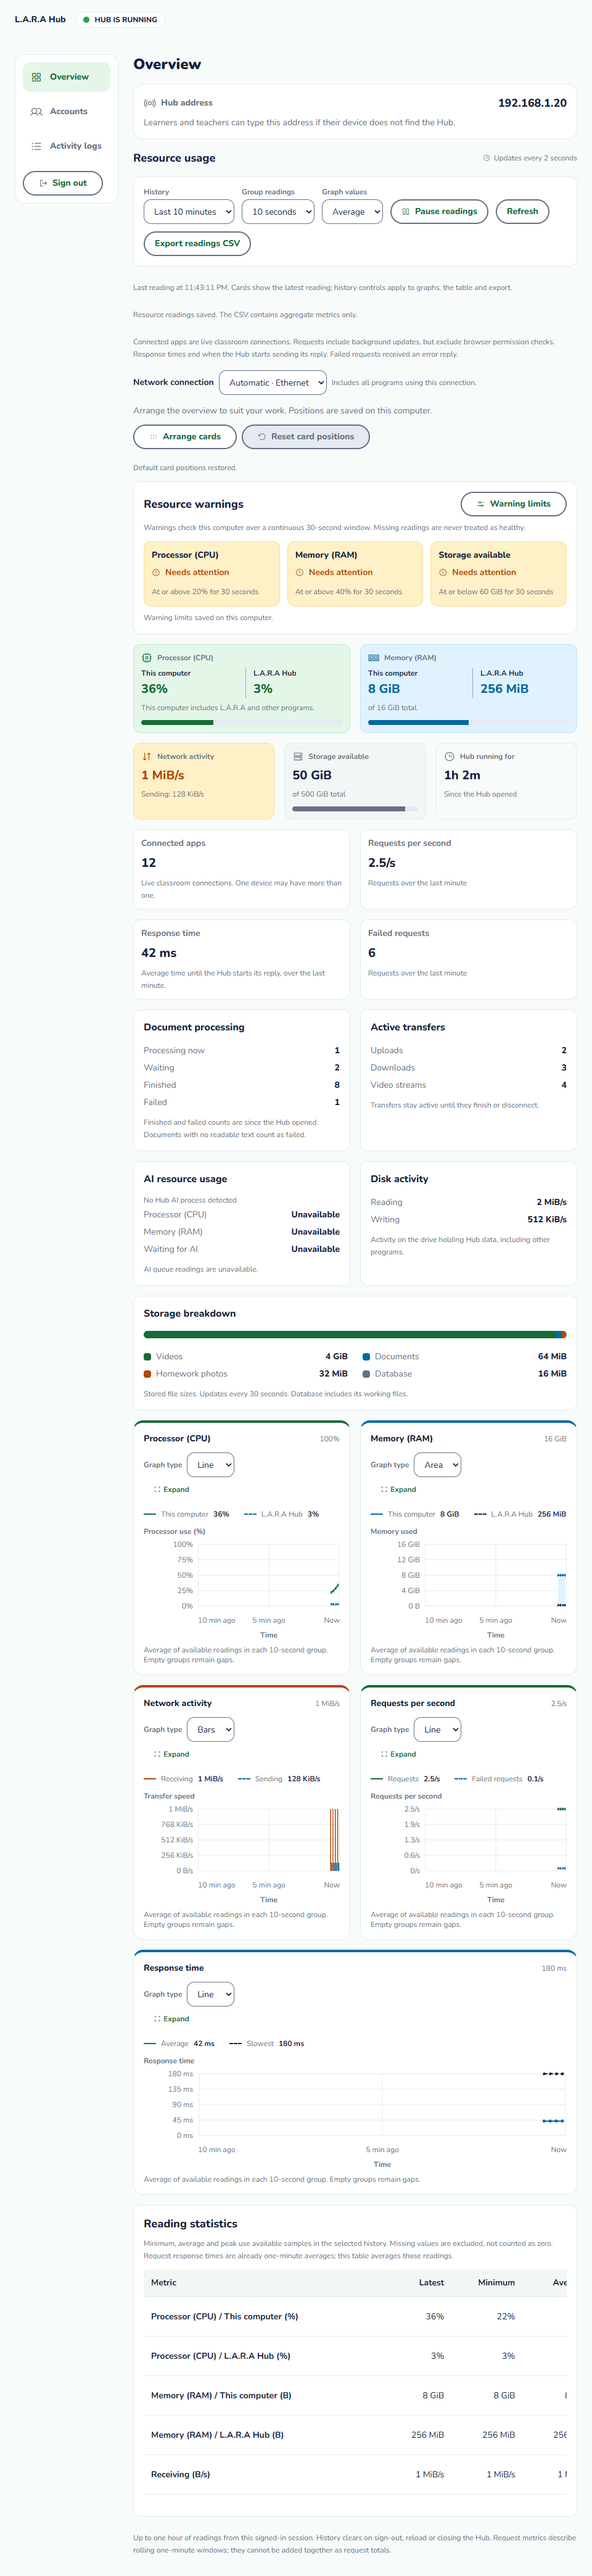 L.A.R.A Hub
HUB IS RUNNING
Overview
Accounts
Activity logs
Sign out
Overview
Hub address
192.168.1.20
Learners and teachers can type this address if their device does not find the Hub.
Resource usage
Updates every 2 seconds
History
Group readings
Graph values
Last 10 minutes
10 seconds
Average
Pause readings
Refresh
Export readings CSV
Last reading at 11:43:11 PM. Cards show the latest reading; history controls apply to graphs, the table and export.
Resource readings saved. The CSV contains aggregate metrics only.
Connected apps are live classroom connections. Requests include background updates, but exclude browser permission checks.
Response times end when the Hub starts sending its reply. Failed requests received an error reply.
Network connection
Automatic · Ethernet
Includes all programs using this connection.
Arrange the overview to suit your work. Positions are saved on this computer.
Arrange cards
Reset card positions
Default card positions restored.
Resource warnings
Warning limits
Warnings check this computer over a continuous 30-second window. Missing readings are never treated as healthy.
Processor (CPU)
Needs attention
At or above 20% for 30 seconds
Memory (RAM)
Needs attention
At or above 40% for 30 seconds
Storage available
Needs attention
At or below 60 GiB for 30 seconds
Warning limits saved on this computer.
Processor (CPU)
This computer
L.A.R.A Hub
36%
3%
This computer includes L.A.R.A and other programs.
Memory (RAM)
This computer
L.A.R.A Hub
8 GiB
256 MiB
of 16 GiB total
Network activity
1 MiB/s
Sending: 128 KiB/s
Storage available
50 GiB
of 500 GiB total
Hub running for
1h 2m
Since the Hub opened
Connected apps
12
Live classroom connections. One device may have more than
one.
Requests per second
2.5/s
Requests over the last minute
Response time
42 ms
Average time until the Hub starts its reply, over the last
minute.
Failed requests
6
Requests over the last minute
Document processing
Processing now 1
Waiting 2
Finished 8
Failed 1
Finished and failed counts are since the Hub opened.
Documents with no readable text count as failed.
Active transfers
Uploads 2
Downloads 3
Video streams 4
Transfers stay active until they finish or disconnect.
AI resource usage
No Hub AI process detected
Processor (CPU) Unavailable
Memory (RAM) Unavailable
Waiting for AI Unavailable
AI queue readings are unavailable.
Disk activity
Reading 2 MiB/s
Writing 512 KiB/s
Activity on the drive holding Hub data, including other
programs.
Storage breakdown
Videos 4 GiB
Documents 64 MiB
Homework photos 32 MiB
Database 16 MiB
Stored file sizes. Updates every 30 seconds. Database includes its working files.
Processor (CPU) 100%
Graph type Line
Expand
This computer 36% L.A.R.A Hub 3%
Processor use (%)
100%
75%
50%
25%
0%
10 min ago 5 min ago Now
Time
Average of available readings in each 10-second group.
Empty groups remain gaps.
Memory (RAM) 16 GiB
Graph type Area
Expand
This computer 8 GiB L.A.R.A Hub 256 MiB
Memory used
16 GiB
12 GiB
8 GiB
4 GiB
0 B
10 min ago 5 min ago Now
Time
Average of available readings in each 10-second group.
Empty groups remain gaps.
Network activity 1 MiB/s
Graph type Bars
Expand
Receiving 1 MiB/s Sending 128 KiB/s
Transfer speed
1 MiB/s
768 KiB/s
512 KiB/s
256 KiB/s
0 B/s
10 min ago 5 min ago Now
Time
Average of available readings in each 10-second group.
Empty groups remain gaps.
Requests per second 2.5/s
Graph type Line
Expand
Requests 2.5/s Failed requests 0.1/s
Requests per second
2.5/s
1.9/s
1.3/s
0.6/s
0/s
10 min ago 5 min ago Now
Time
Average of available readings in each 10-second group.
Empty groups remain gaps.
Response time 180 ms
Graph type Line
Expand
Average 42 ms Slowest 180 ms
Response time
180 ms
135 ms
90 ms
45 ms
0 ms
10 min ago 5 min ago Now
Time
Average of available readings in each 10-second group. Empty groups remain gaps.
Reading statistics
Minimum, average and peak use available samples in the selected history. Missing values are excluded, not counted as zero.
Request response times are already one-minute averages; this table averages those readings.
Metric Latest Minimum Ave
Processor (CPU) / This computer (%) 36% 22%
Processor (CPU) / L.A.R.A Hub (%) 3% 3%
Memory (RAM) / This computer (B) 8 GiB 8 GiB
Memory (RAM) / L.A.R.A Hub (B) 256 MiB 256 MiB 256
Receiving (B/s) 1 MiB/s 1 MiB/s
Up to one hour of readings from this signed-in session. History clears on sign-out, reload or closing the Hub. Request metrics describe
rolling one-minute windows; they cannot be added together as request totals.